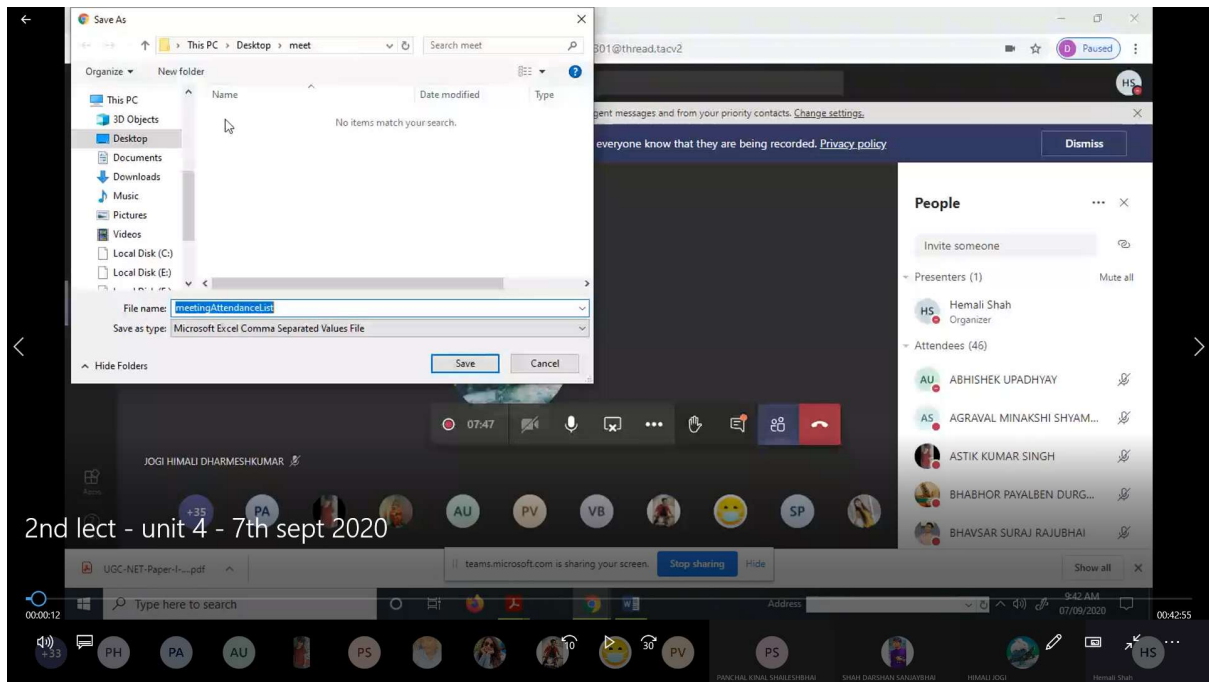 Save As
This PC > Desktop > meet
Search meet
301@thread.tacv2
D Paused
Organize
New folder
HS
Name
Date modified
Type
No items match your search.
This PC
3D Objects
Desktop
Documents
Downloads
Music
Pictures
Videos
Local Disk (C:)
Local Disk (E:)
gent messages and from your priority contacts. Change settings.
everyone know that they are being recorded. Privacy policy
Dismiss
People
Invite someone
Presenters (1)
Mute all
HS Hemali Shah
Organizer
Attendees (46)
AU ABHISHEK UPADHYAY
AS AGRAVAL MINAKSHI SHYAM...
ASTIK KUMAR SINGH
BHABHOR PAYALBEN DURG...
BHAVSAR SURAJ RAJUBHAI
File name: meetingAttendanceList
Save as type: Microsoft Excel Comma Separated Values File
Hide Folders
Save
Cancel
07:47
JOGI HIMALI DHARMESHKUMAR
Apps
+35 PA AU PV VB SP
2nd lect - unit 4 - 7th sept 2020
UGC-NET-Paper-I-....pdf
teams.microsoft.com is sharing your screen.
Stop sharing
Hide
Show all
Type here to search
Address
9:42 AM
07/09/2020
00:00:12
00:42:55
+33 PH PA AU PS 10 30 PV PS HS
PANCHAL KINAL SHAILESHBHAI
SHAH DARSHAN SANJAYBHAI
HIMALI JOGI
Hemali Shah